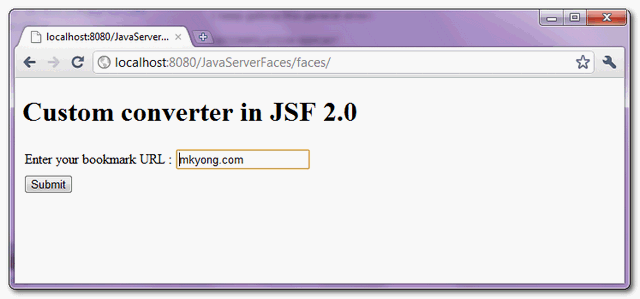 localhost:8080/JavaServer...
localhost:8080/JavaServerFaces/faces/
Custom converter in JSF 2.0
Enter your bookmark URL : mkyong.com
Submit